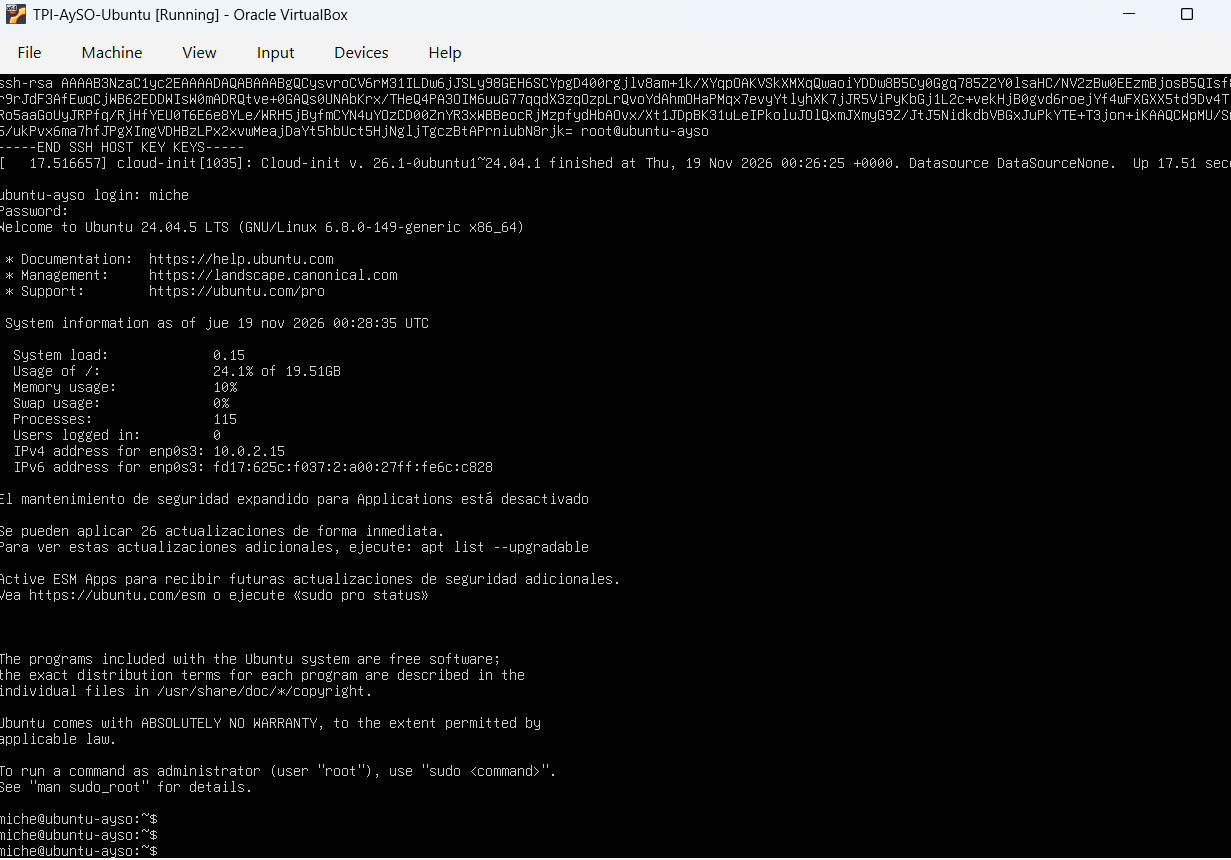 TPI-AySO-Ubuntu [Running] - Oracle VirtualBox
File Machine View Input Devices Help
-----END SSH HOST KEY KEYS-----
[   17.516657] cloud-init[1035]: Cloud-init v. 26.1-0ubuntu1~24.04.1 finished at Thu, 19 Nov 2026 00:26:25 +0000. Datasource DataSourceNone.  Up 17.51
ubuntu-ayso login: miche
Password:
Welcome to Ubuntu 24.04.5 LTS (GNU/Linux 6.8.0-149-generic x86_64)
* Documentation:  https://help.ubuntu.com
* Management:     https://landscape.canonical.com
* Support:        https://ubuntu.com/pro
System information as of jue 19 nov 2026 00:28:35 UTC
System load:             0.15
Usage of /:              24.1% of 19.51GB
Memory usage:            10%
Swap usage:              0%
Processes:               115
Users logged in:         0
IPv4 address for enp0s3: 10.0.2.15
IPv6 address for enp0s3: fd17:625c:f037:2:a00:27ff:fe6c:c828
El mantenimiento de seguridad expandido para Applications está desactivado
Se pueden aplicar 26 actualizaciones de forma inmediata.
Para ver estas actualizaciones adicionales, ejecute: apt list --upgradable
Active ESM Apps para recibir futuras actualizaciones de seguridad adicionales.
Vea https://ubuntu.com/esm o ejecute «sudo pro status»
The programs included with the Ubuntu system are free software;
the exact distribution terms for each program are described in the
individual files in /usr/share/doc/*/copyright.
Ubuntu comes with ABSOLUTELY NO WARRANTY, to the extent permitted by
applicable law.
To run a command as administrator (user "root"), use "sudo <command>".
See "man sudo_root" for details.
miche@ubuntu-ayso:~$
miche@ubuntu-ayso:~$
miche@ubuntu-ayso:~$